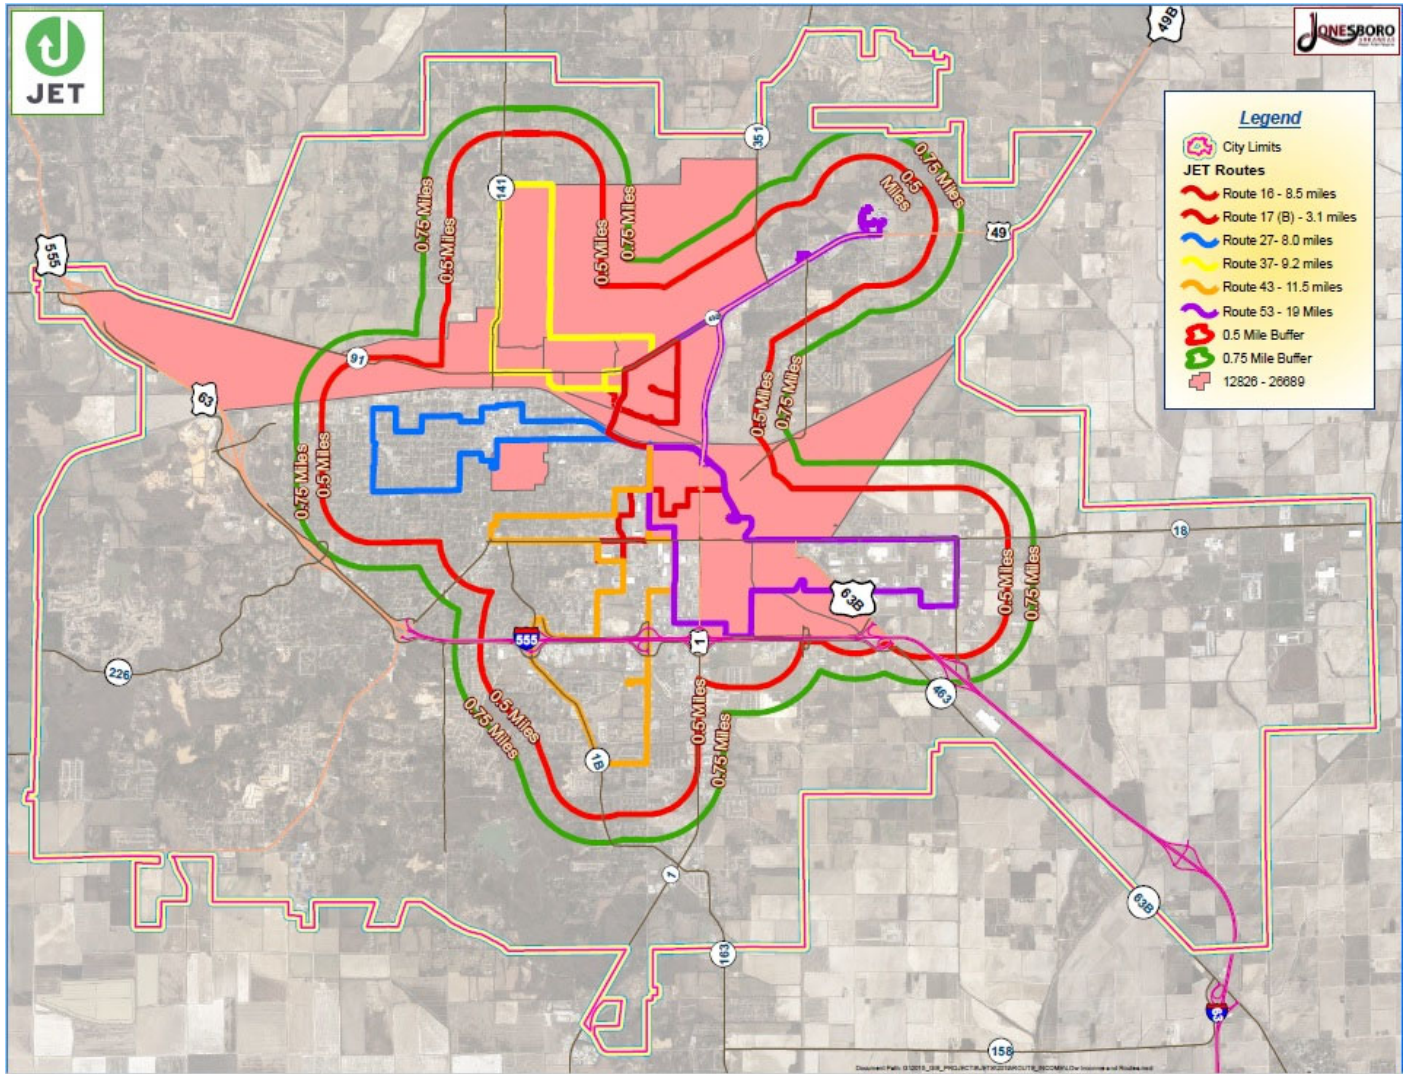 JET
JONESBORO
ARKANSAS
49B
351
141
49
555
91
63
18
63B
555
1
226
463
1B
1
63B
163
63
158
0.75 Miles
0.5 Miles
0.5 Miles
0.75 Miles
0.5
Miles
0.75 Miles
0.5 Miles
0.75 Miles
0.75 Miles
0.5 Miles
0.5 Miles
0.75 Miles
0.5 Miles
0.75 Miles
0.5 Miles
0.75 Miles
Legend
City Limits
JET Routes
Route 16 - 8.5 miles
Route 17 (B) - 3.1 miles
Route 27- 8.0 miles
Route 37- 9.2 miles
Route 43 - 11.5 miles
Route 53 - 19 Miles
0.5 Mile Buffer
0.75 Mile Buffer
12826 - 26689